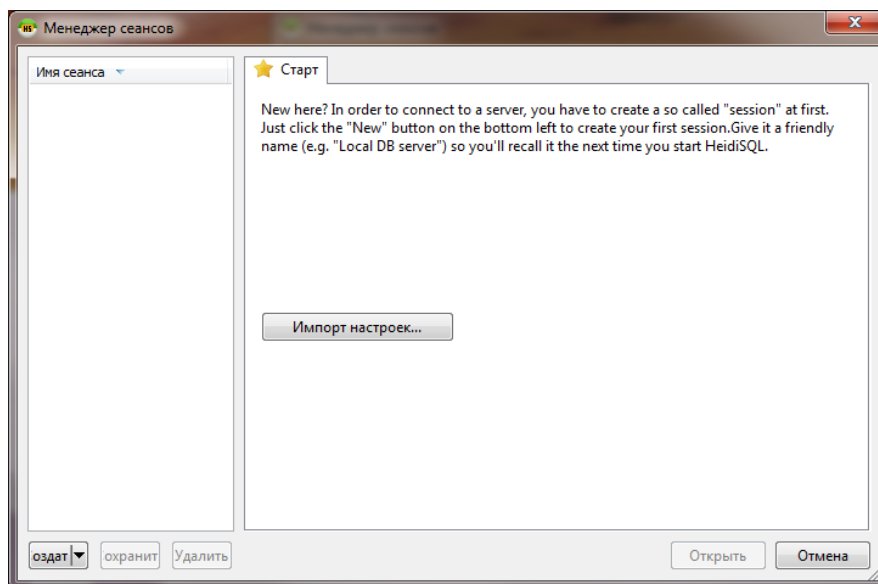 Менеджер сеансов
Имя сеанса
Старт
New here? In order to connect to a server, you have to create a so called "session" at first.
Just click the "New" button on the bottom left to create your first session.Give it a friendly
name (e.g. "Local DB server") so you'll recall it the next time you start HeidiSQL.
Импорт настроек...
оздат охранит Удалить Открыть Отмена